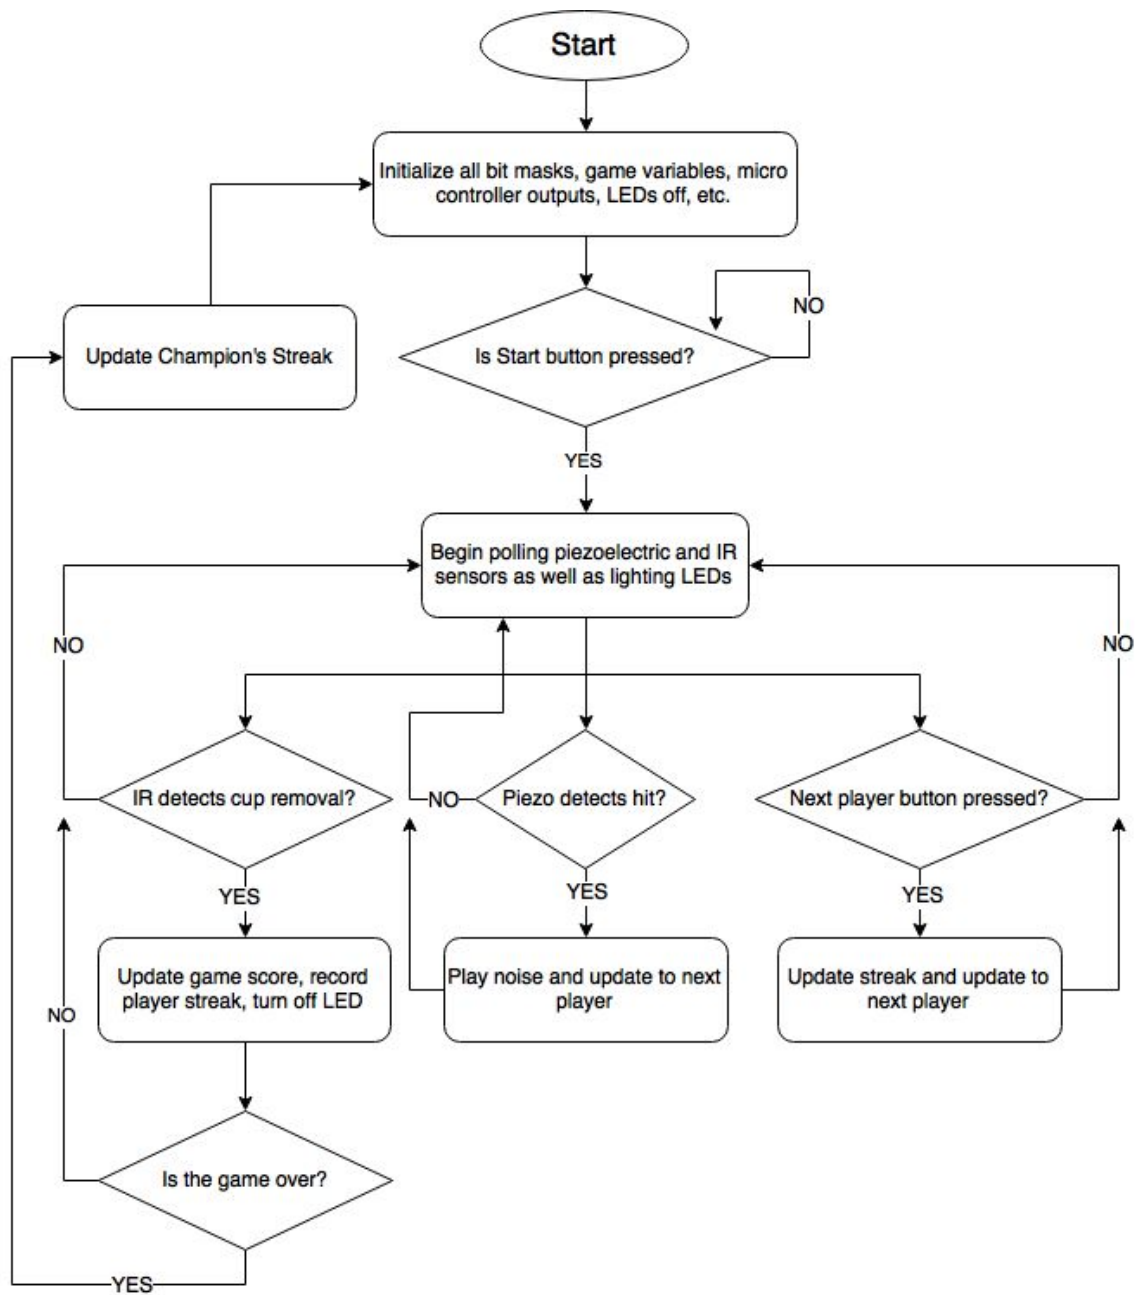 Start
Initialize all bit masks, game variables, micro
controller outputs, LEDs off, etc.
NO
Update Champion's Streak
Is Start button pressed?
YES
Begin polling piezoelectric and IR
sensors as well as lighting LEDs
NO
NO
IR detects cup removal?
NO
Piezo detects hit?
Next player button pressed?
YES
YES
YES
Update game score, record
player streak, turn off LED
Play noise and update to next
player
Update streak and update to
next player
NO
Is the game over?
YES